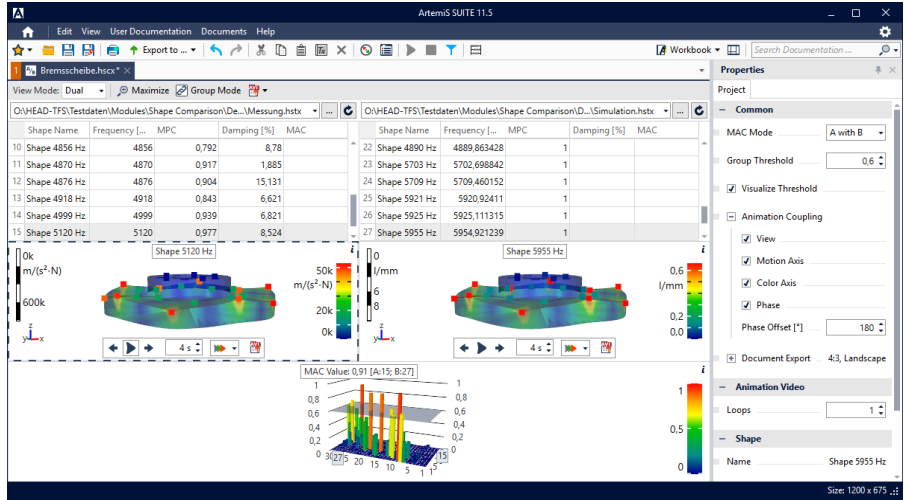 ArtemiS SUITE 11.5
Edit View User Documentation Documents Help
Export to ... Workbook Search Documentation ...
1 Bremsscheibe.hscx* Properties
View Mode: Dual Maximize Group Mode Project
O:\HEAD-TFS\Testdaten\Modules\Shape Comparison\De...\Messung.hstx ... O:\HEAD-TFS\Testdaten\Modules\Shape Comparison\D...\Simulation.hstx ...
Shape Name Frequency [... MPC Damping [%] MAC
10 Shape 4856 Hz 4856 0,792 8,78
11 Shape 4870 Hz 4870 0,917 1,885
12 Shape 4876 Hz 4876 0,904 15,131
13 Shape 4918 Hz 4918 0,843 6,621
14 Shape 4999 Hz 4999 0,939 6,821
15 Shape 5120 Hz 5120 0,977 8,524
Shape Name Frequency [... MPC Damping [%] MAC
22 Shape 4890 Hz 4889,863428 1
23 Shape 5703 Hz 5702,698842 1
24 Shape 5709 Hz 5709,460152 1
25 Shape 5921 Hz 5920,92411 1
26 Shape 5925 Hz 5925,111315 1
27 Shape 5955 Hz 5954,921239 1
Shape 5120 Hz
i
0k
m/(s²·N)
600k
50k
m/(s²·N)
20k
0k
z
y x
4 s
Shape 5955 Hz
i
0
l/mm
6
8
0,6
l/mm
0,2
0,0
z
y x
4 s
MAC Value: 0,91 [A:15; B:27]
i
1 1
0,8 0,8
0,6 0,6
0,4 0,4
0,2 0,2
0 0
30 27 5 20 15 10 5 1 1 15
1
0,5
0
Common
MAC Mode A with B
Group Threshold 0,6
Visualize Threshold
Animation Coupling
View
Motion Axis
Color Axis
Phase
Phase Offset [°] 180
Document Export 4:3, Landscape
Animation Video
Loops 1
Shape
Name Shape 5955 Hz
Size: 1200 x 675